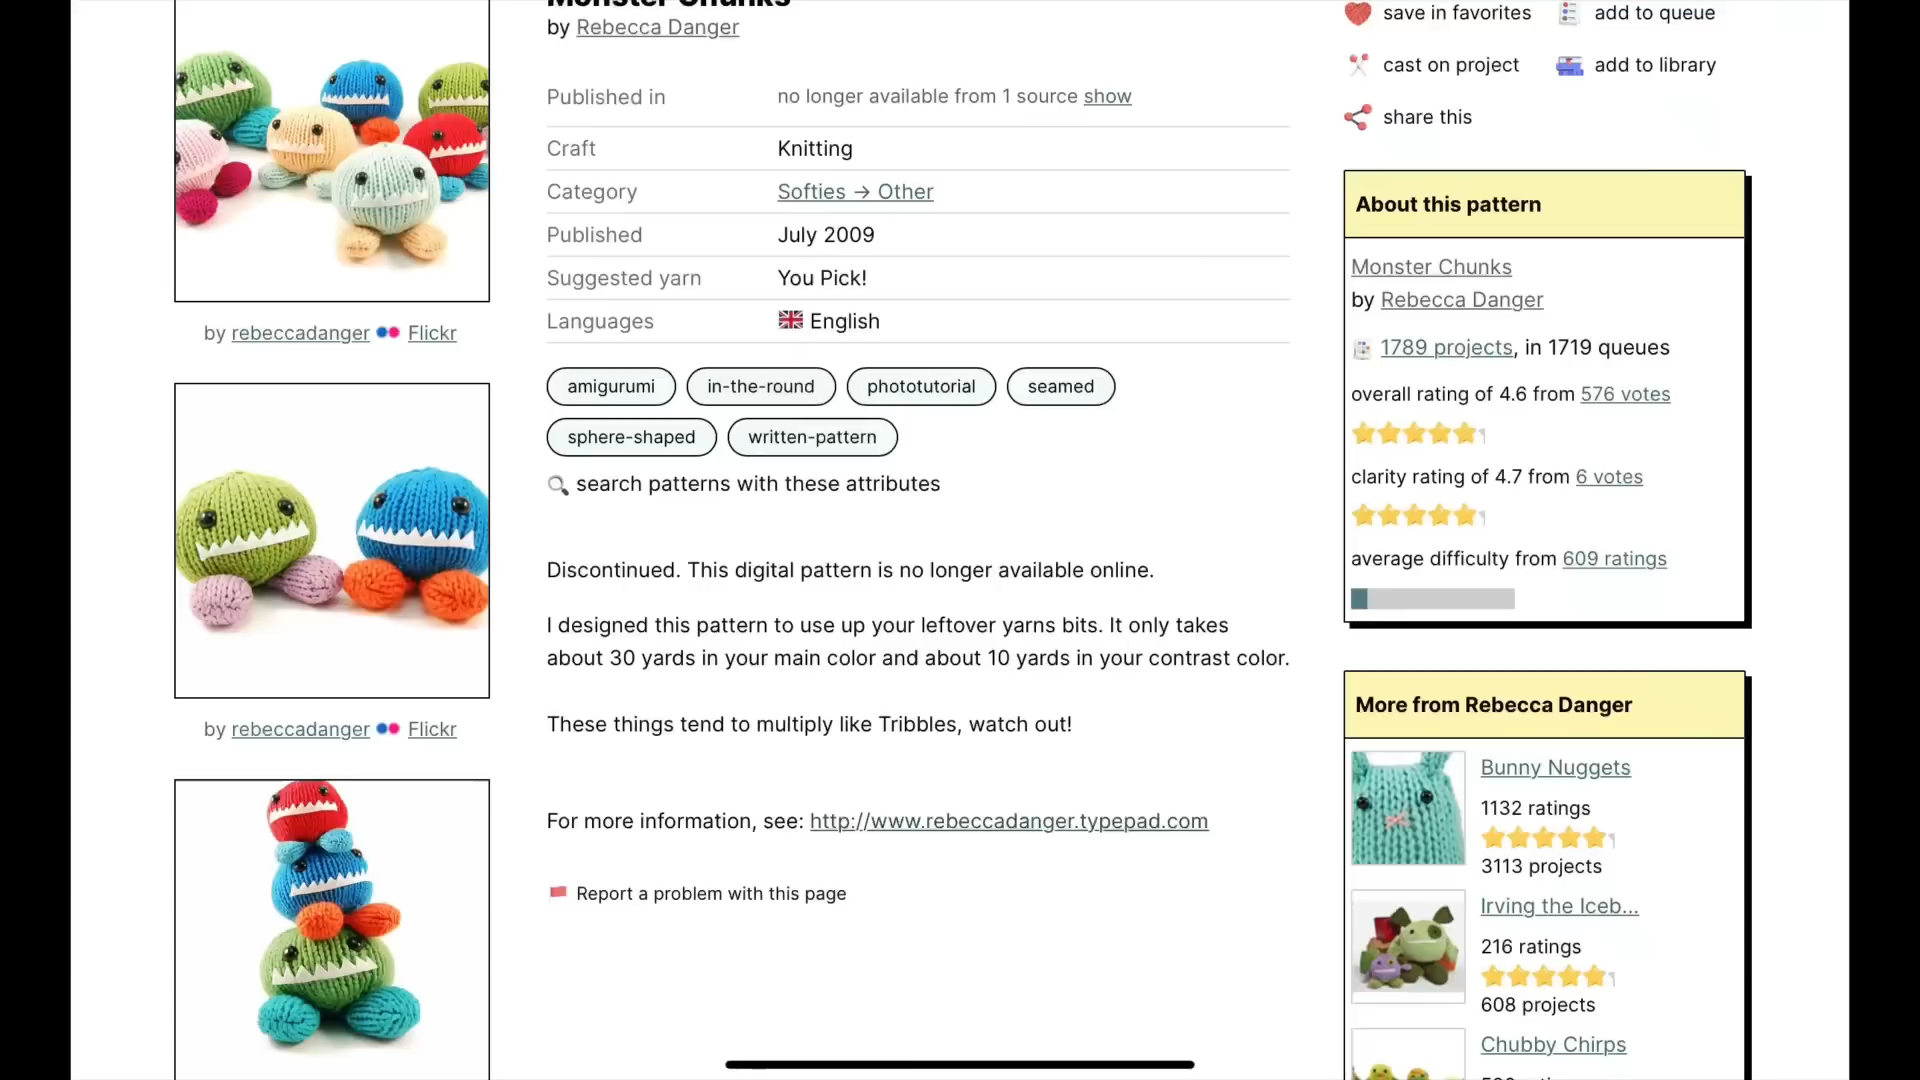 Monster Chunks
by Rebecca Danger
Published in no longer available from 1 source show
Craft Knitting
Category Softies → Other
Published July 2009
Suggested yarn You Pick!
Languages English
amigurumi in-the-round phototutorial seamed
sphere-shaped written-pattern
search patterns with these attributes
Discontinued. This digital pattern is no longer available online.
I designed this pattern to use up your leftover yarns bits. It only takes
about 30 yards in your main color and about 10 yards in your contrast color.
These things tend to multiply like Tribbles, watch out!
For more information, see: http://www.rebeccadanger.typepad.com
Report a problem with this page
by rebeccadanger Flickr
by rebeccadanger Flickr
save in favorites add to queue
cast on project add to library
share this
About this pattern
Monster Chunks
by Rebecca Danger
1789 projects, in 1719 queues
overall rating of 4.6 from 576 votes
clarity rating of 4.7 from 6 votes
average difficulty from 609 ratings
More from Rebecca Danger
Bunny Nuggets
1132 ratings
3113 projects
Irving the Iceb...
216 ratings
608 projects
Chubby Chirps